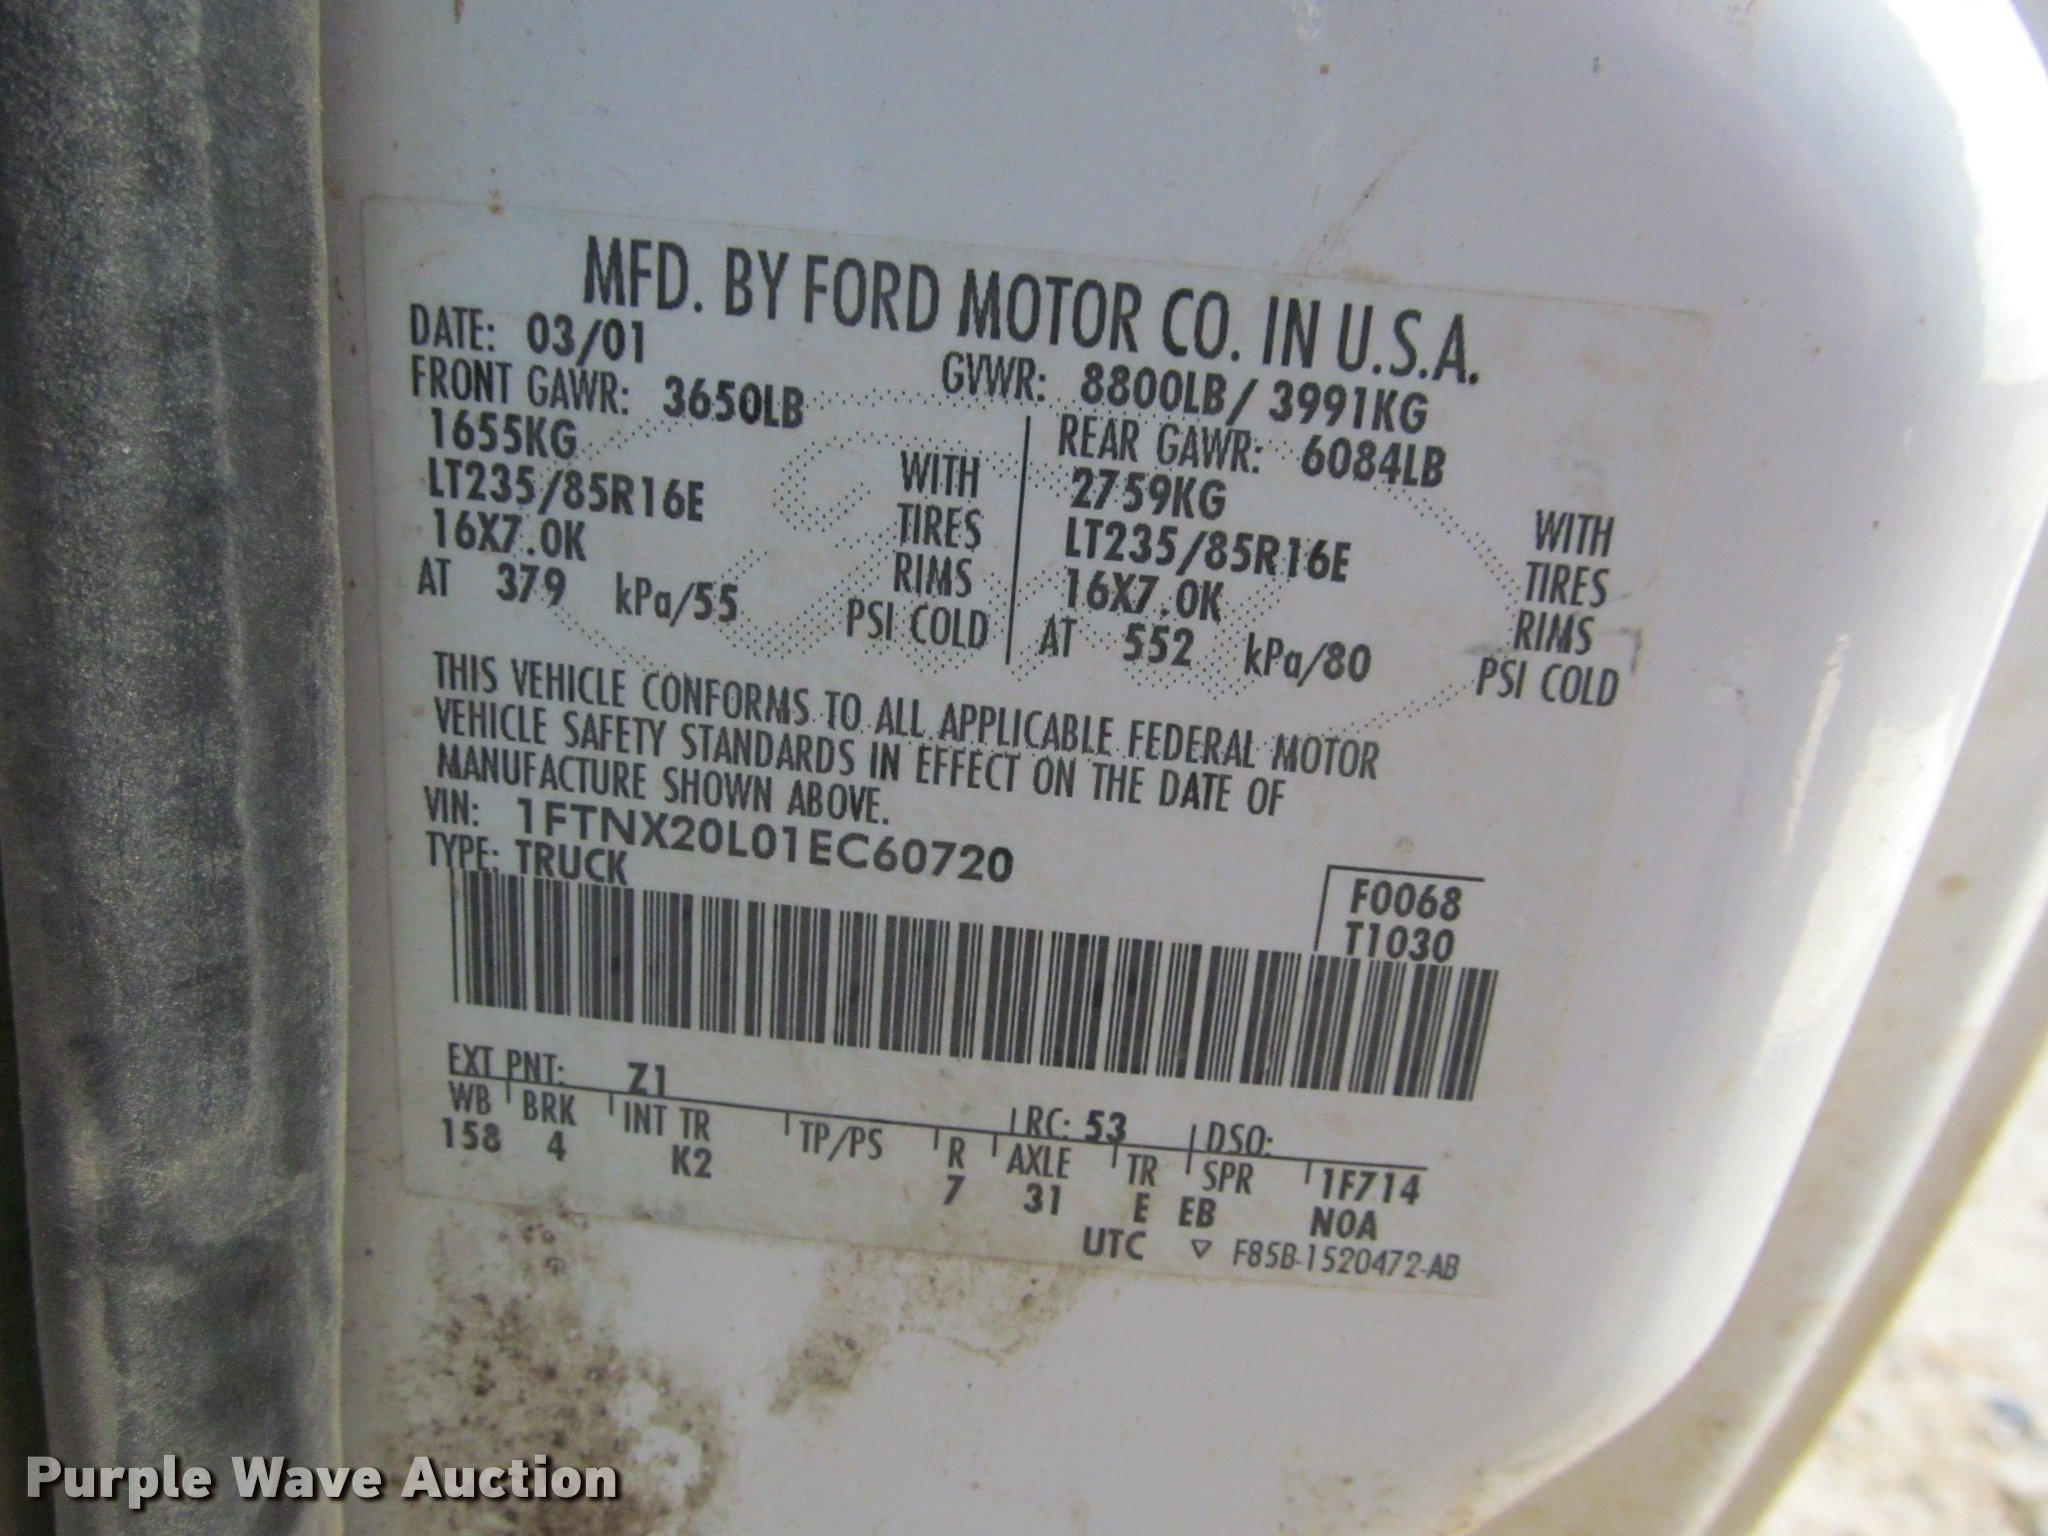 MFD. BY FORD MOTOR CO. IN U.S.A.
DATE: 03/01 GVWR: 8800LB/ 3991KG
FRONT GAWR: 3650LB REAR GAWR: 6084LB
1655KG WITH 2759KG WITH
LT235/85R16E TIRES LT235/85R16E TIRES
16X7.0K RIMS 16X7.0K RIMS
AT 379 kPa/55 PSI COLD AT 552 kPa/80 PSI COLD
THIS VEHICLE CONFORMS TO ALL APPLICABLE FEDERAL MOTOR
VEHICLE SAFETY STANDARDS IN EFFECT ON THE DATE OF
MANUFACTURE SHOWN ABOVE.
VIN: 1FTNX20L01EC60720
TYPE: TRUCK
F0068
T1030
EXT PNT: Z1 RC: 53 DSO:
WB BRK INT TR TP/PS R AXLE TR SPR 1F714
158 4 K2 7 31 E EB N0A
UTC ▽ F85B-1520472-AB
Purple Wave Auction